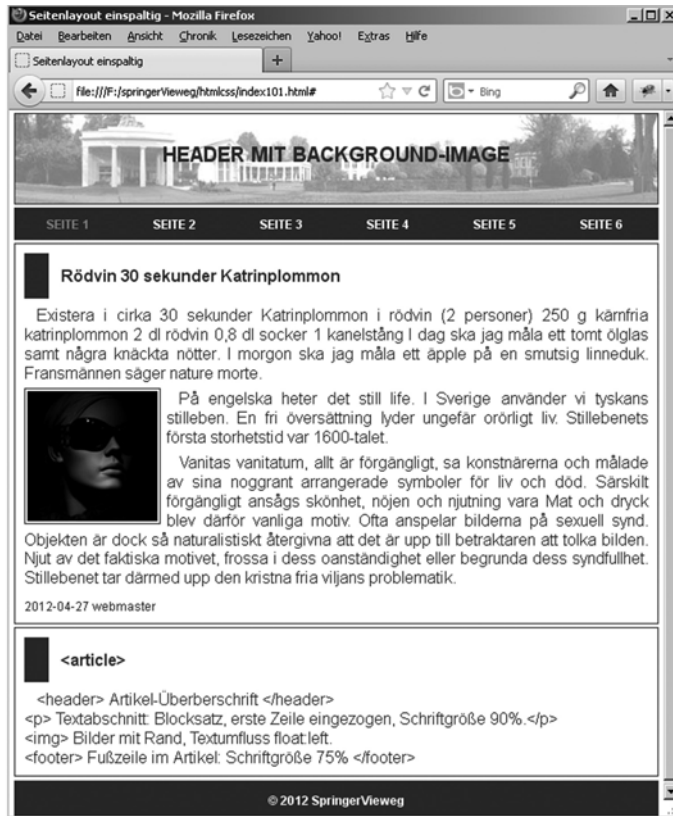 Seitenlayout einspaltig - Mozilla Firefox
Datei Bearbeiten Ansicht Chronik Lesezeichen Yahoo! Extras Hilfe
Seitenlayout einspaltig
file:///F:/springerVieweg/htmlcss/index101.html#
Bing
HEADER MIT BACKGROUND-IMAGE
SEITE 1 SEITE 2 SEITE 3 SEITE 4 SEITE 5 SEITE 6
Rödvin 30 sekunder Katrinplommon
Existera i cirka 30 sekunder Katrinplommon i rödvin (2 personer) 250 g kärnfria
katrinplommon 2 dl rödvin 0,8 dl socker 1 kanelstång I dag ska jag måla ett tomt ölglas
samt några knäckta nötter. I morgon ska jag måla ett äpple på en smutsig linneduk.
Fransmännen säger nature morte.
På engelska heter det still life. I Sverige använder vi tyskans
stilleben. En fri översättning lyder ungefär orörligt liv. Stillebenets
första storhetstid var 1600-talet.
Vanitas vanitatum, allt är förgängligt, sa konstnärerna och målade
av sina noggrant arrangerade symboler för liv och död. Särskilt
förgängligt ansågs skönhet, nöjen och njutning vara Mat och dryck
blev därför vanliga motiv. Ofta anspelar bilderna på sexuell synd.
Objekten är dock så naturalistiskt återgivna att det är upp till betraktaren att tolka bilden.
Njut av det faktiska motivet, frossa i dess oanständighet eller begrunda dess syndfullhet.
Stillebenet tar därmed upp den kristna fria viljans problematik.
2012-04-27 webmaster
<article>
<header> Artikel-Überberschrift </header>
<p> Textabschnitt: Blocksatz, erste Zeile eingezogen, Schriftgröße 90%.</p>
<img> Bilder mit Rand, Textumfluss float:left.
<footer> Fußzeile im Artikel: Schriftgröße 75% </footer>
© 2012 SpringerVieweg